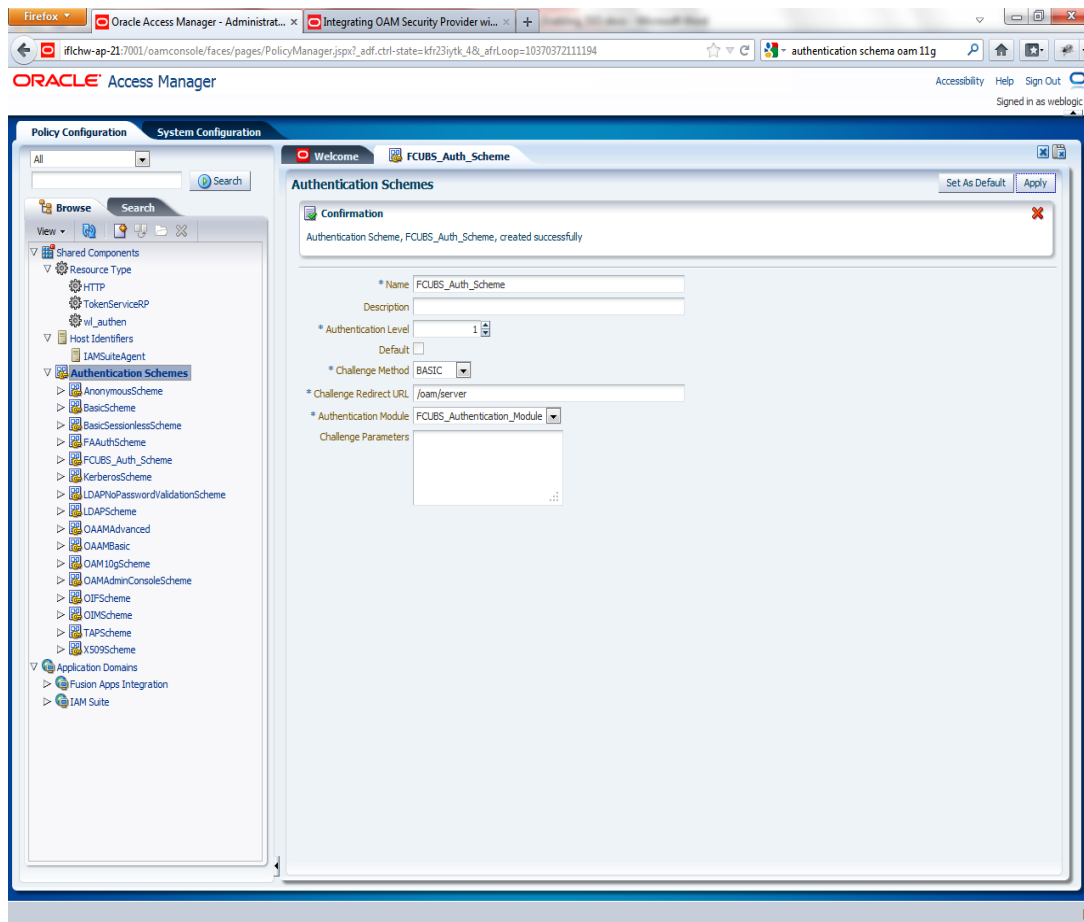 Firefox
Oracle Access Manager - Administrat... ×
Integrating OAM Security Provider wi... ×
+
iflchw-ap-21:7001/oamconsole/faces/pages/PolicyManager.jspx?_adf.ctrl-state=kfr23iytk_4&_afrLoop=10370372111194
authentication schema oam 11g
ORACLE Access Manager
Accessibility Help Sign Out
Signed in as weblogic
Policy Configuration
System Configuration
All
Search
Browse
Search
View
Shared Components
Resource Type
HTTP
TokenServiceRP
wl_authen
Host Identifiers
IAMSuiteAgent
Authentication Schemes
AnonymousScheme
BasicScheme
BasicSessionlessScheme
FAAuthScheme
FCUBS_Auth_Scheme
KerberosScheme
LDAPNoPasswordValidationScheme
LDAPScheme
OAAMAdvanced
OAAMBasic
OAM10gScheme
OAMAdminConsoleScheme
OIFScheme
OIMScheme
TAPScheme
X509Scheme
Application Domains
Fusion Apps Integration
IAM Suite
Welcome
FCUBS_Auth_Scheme
Authentication Schemes
Set As Default
Apply
Confirmation
Authentication Scheme, FCUBS_Auth_Scheme, created successfully
* Name FCUBS_Auth_Scheme
Description
* Authentication Level 1
Default
* Challenge Method BASIC
* Challenge Redirect URL /oam/server
* Authentication Module FCUBS_Authentication_Module
Challenge Parameters